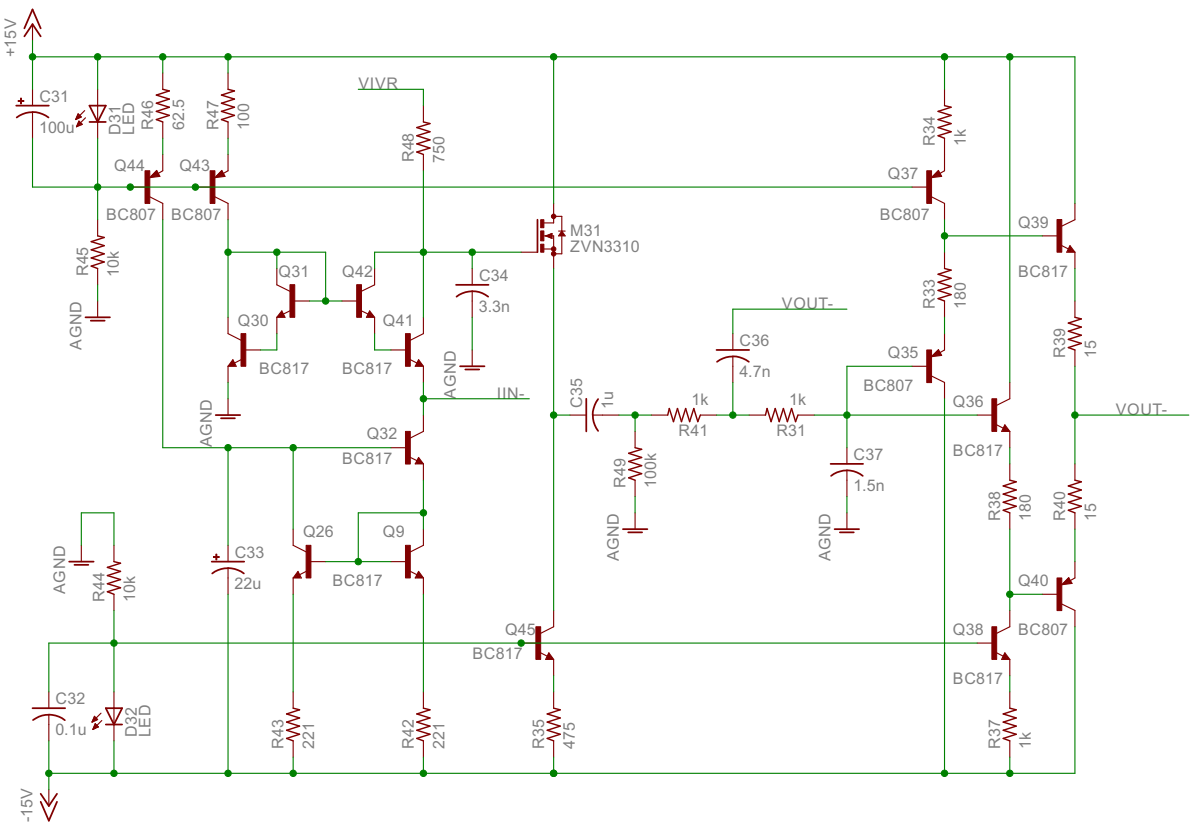 +15V
C31
100u
D31
LED
R46
62.5
R47
100
VIVR
R48
750
R34
1k
Q44
BC807
Q43
BC807
Q37
BC807
R45
10k
AGND
M31
ZVN3310
Q39
BC817
Q31
Q42
C34
3.3n
R33
180
VOUT-
Q30
BC817
Q41
BC817
AGND
C36
4.7n
Q35
BC807
R39
15
AGND
IIN-
C35
1u
1k
R41
1k
R31
Q36
BC817
VOUT-
Q32
BC817
R49
100k
C37
1.5n
R38
180
R40
15
AGND
AGND
AGND
R44
10k
C33
22u
Q26
Q9
BC817
Q40
BC807
Q45
BC817
Q38
BC817
C32
0.1u
D32
LED
R43
221
R42
221
R35
475
R37
1k
-15V